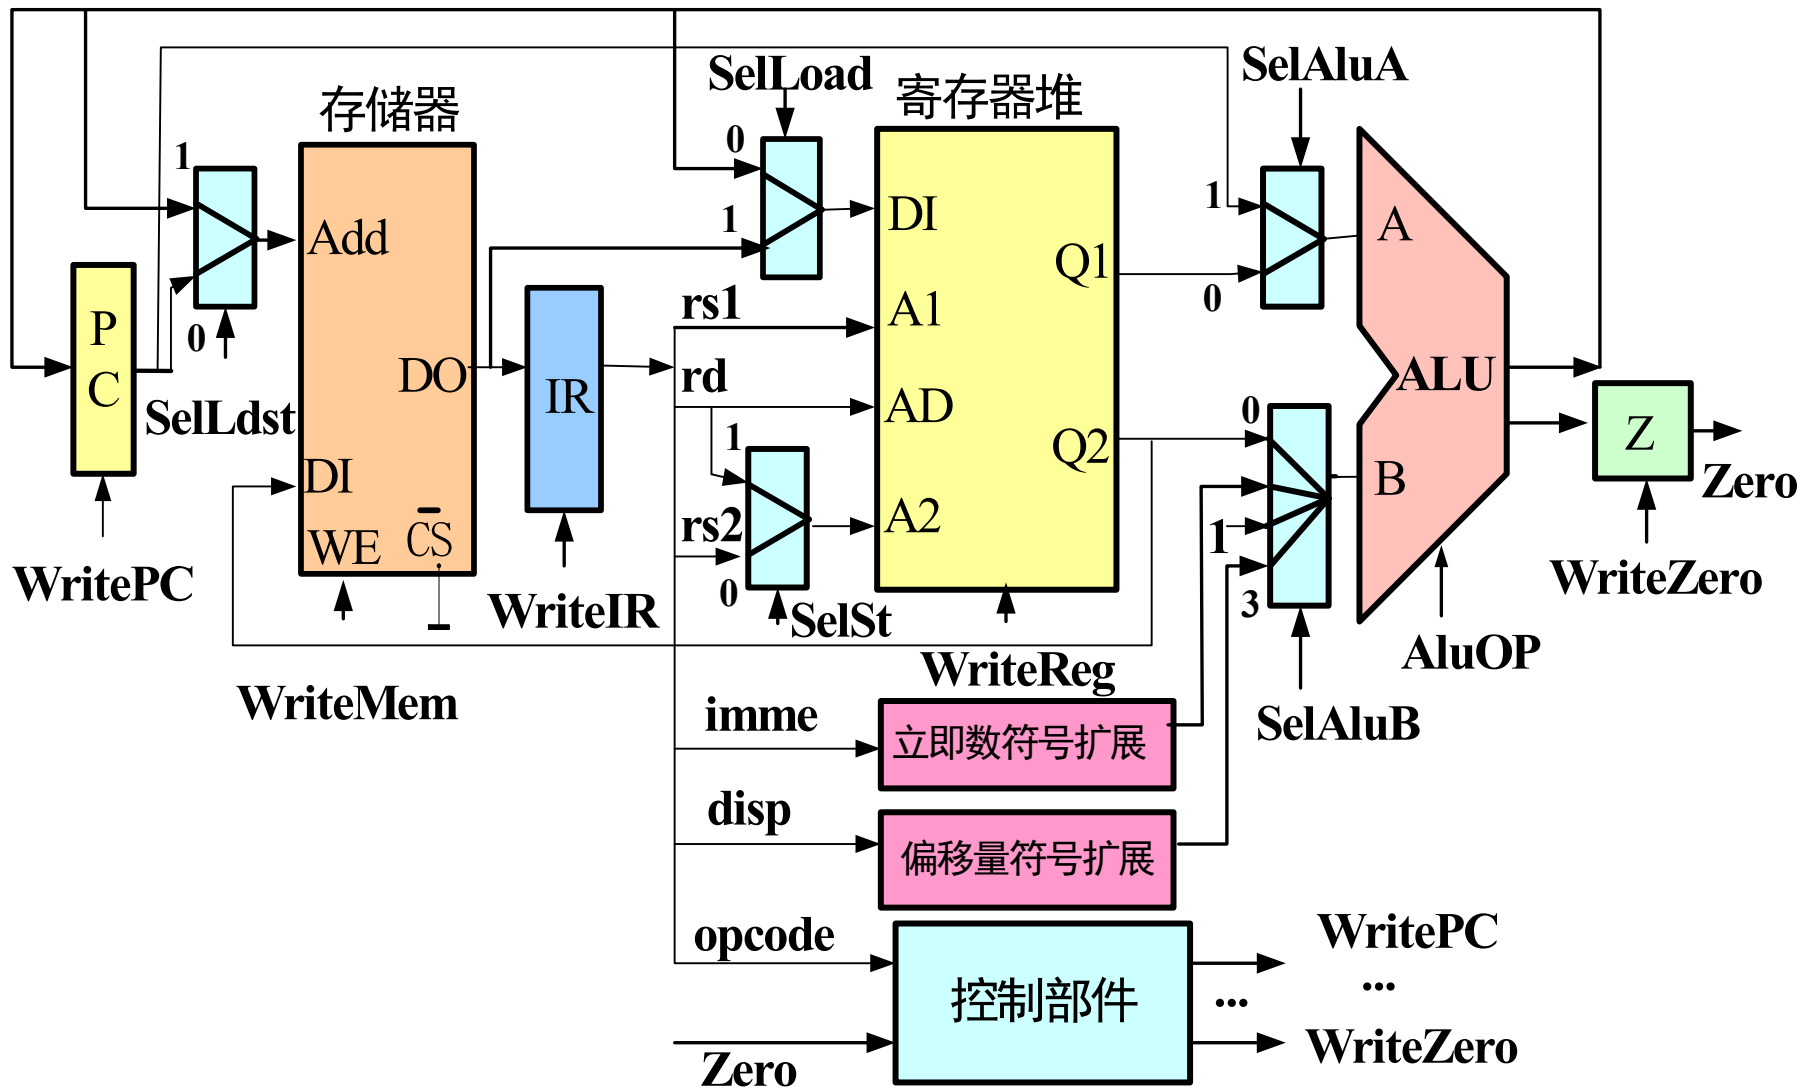 SelLoad
SelAluA
存储器
寄存器堆
1
0
Add
DI
1
1
A
Q1
0
P
C
0
SelLdst
rs1
A1
DO
IR
rd
AD
ALU
0
Z
Q2
1
B
DI
Zero
WE
CS
rs2
A2
1
WritePC
WriteIR
0
SelSt
3
WriteZero
AluOP
WriteReg
WriteMem
imme
立即数符号扩展
SelAluB
disp
偏移量符号扩展
opcode
控制部件
WritePC
...
...
WriteZero
Zero